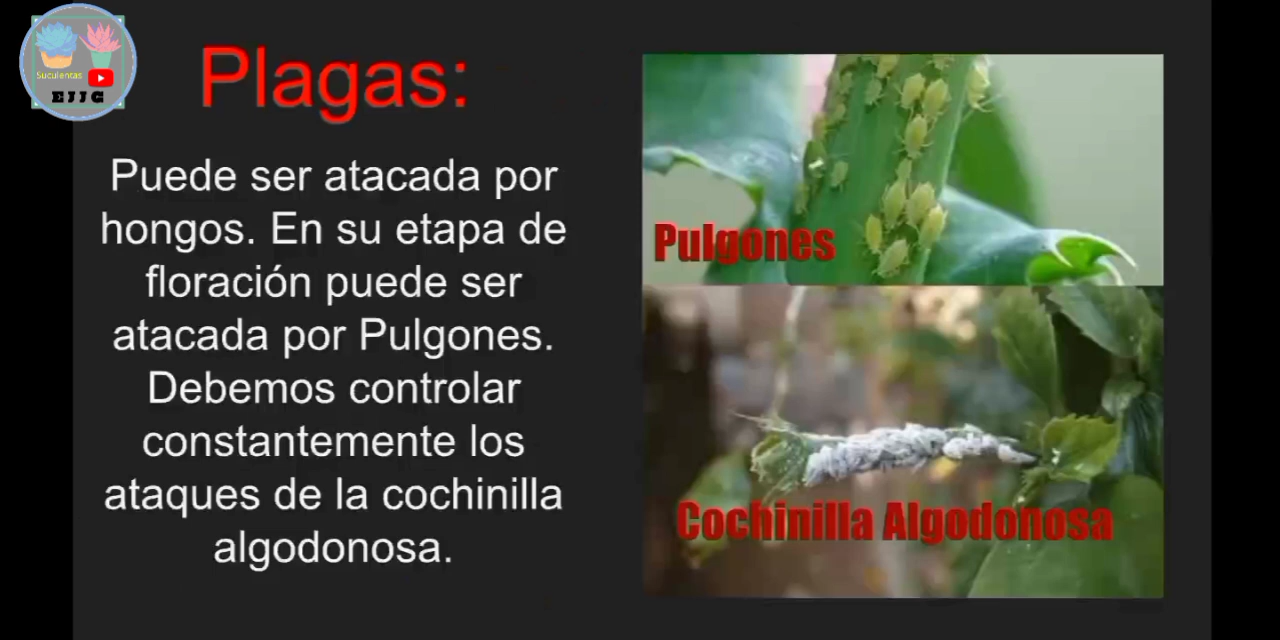 Suculentas
EJJG
Plagas:
Puede ser atacada por
hongos. En su etapa de
floración puede ser
atacada por Pulgones.
Debemos controlar
constantemente los
ataques de la cochinilla
algodonosa.
Pulgones
Cochinilla Algodonosa